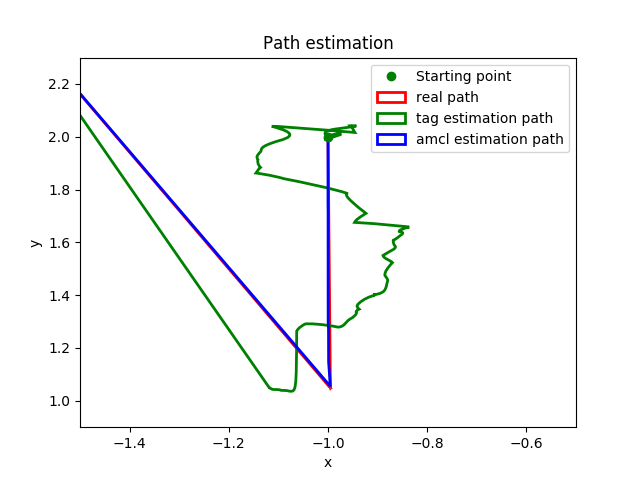 Path estimation
Starting point
real path
tag estimation path
amcl estimation path
2.2
2.0
1.8
1.6
1.4
1.2
1.0
y
−1.4
−1.2
−1.0
−0.8
−0.6
x